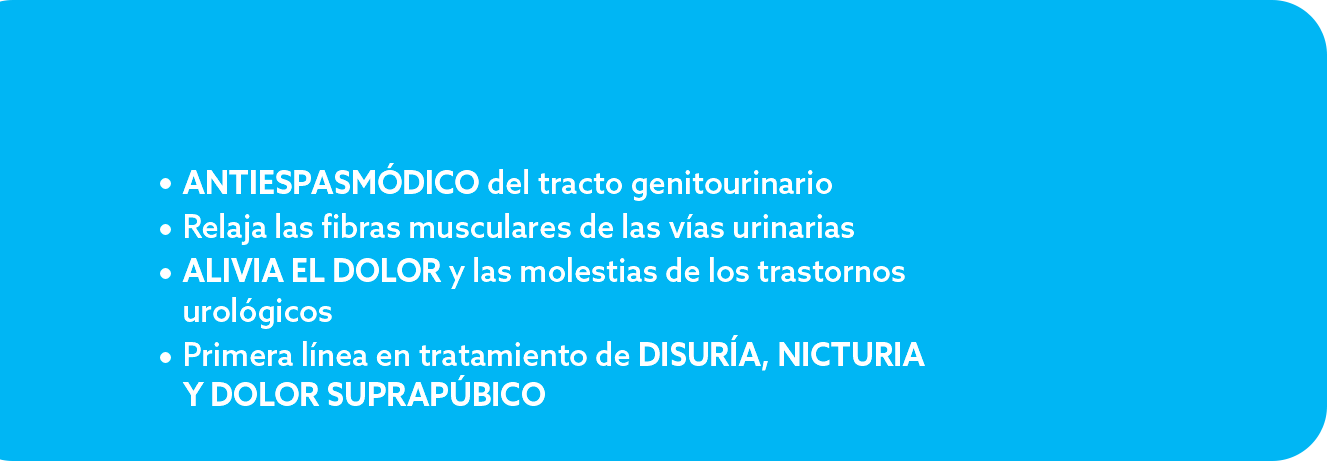 • ANTIESPASMÓDICO del tracto genitourinario
• Relaja las fibras musculares de las vías urinarias
• ALIVIA EL DOLOR y las molestias de los trastornos
urológicos
• Primera línea en tratamiento de DISURÍA, NICTURIA
Y DOLOR SUPRAPÚBICO